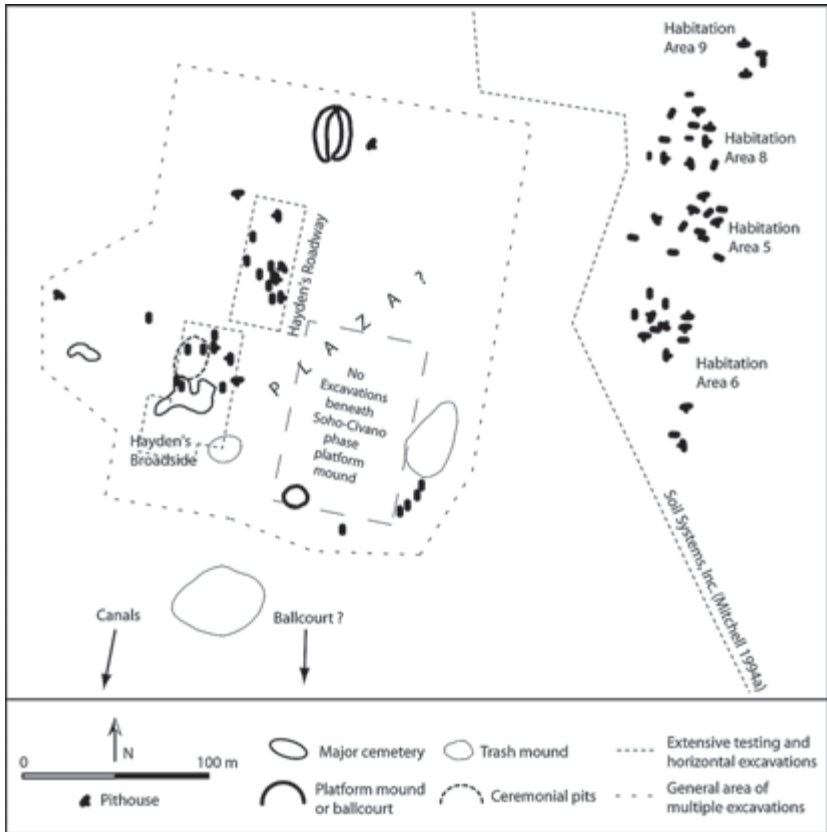 Habitation
Area 9
Habitation
Area 8
Habitation
Area 5
Habitation
Area 6
Hayden's Roadway
PLAZA?
No
Excavations
beneath
Soho-Civano
phase
platform
mound
Hayden's
Broadside
Soil Systems, Inc. (Mitchell 1994a)
Canals
Ballcourt ?
N
0
100 m
Pithouse
Major cemetery
Platform mound
or ballcourt
Trash mound
Ceremonial pits
Extensive testing and
horizontal excavations
General area of
multiple excavations